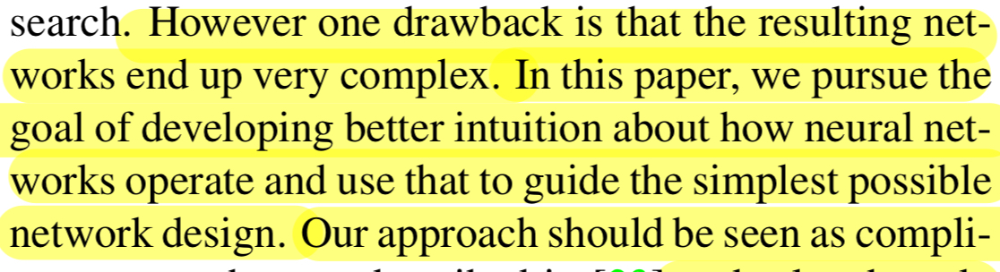 search. However one drawback is that the resulting net-
works end up very complex. In this paper, we pursue the
goal of developing better intuition about how neural net-
works operate and use that to guide the simplest possible
network design. Our approach should be seen as compli-